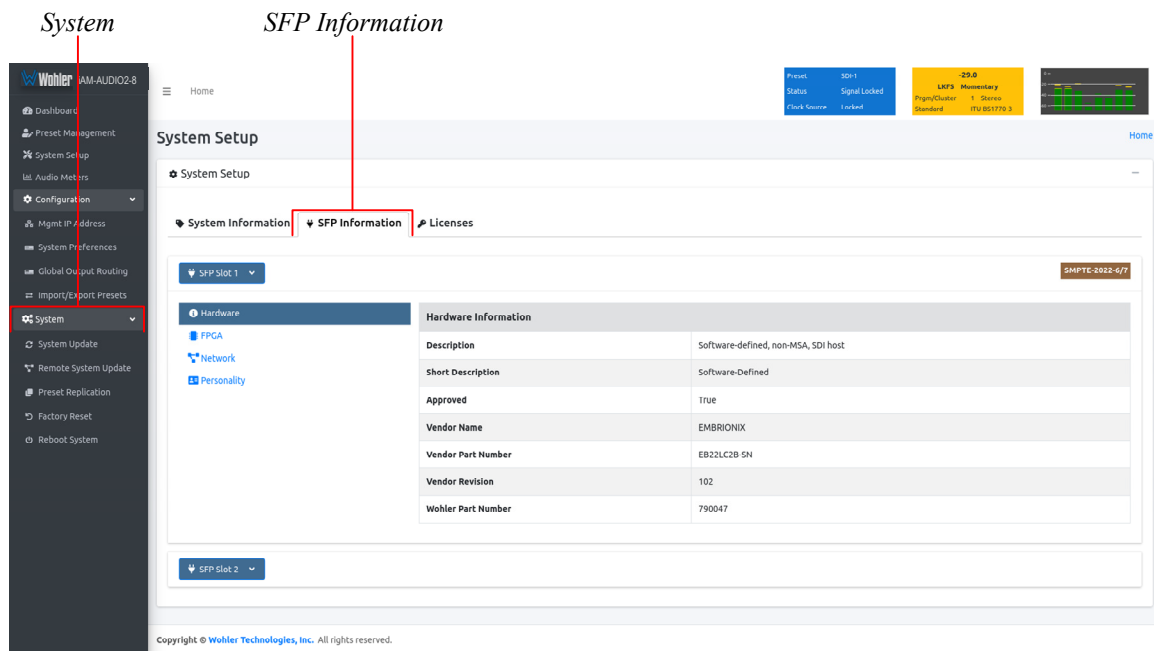 System SFP Information
Wohler iAM-AUDIO2-8
Home
Preset SDI-1
Status Signal Locked
Clock Source Locked
-29.0
LKFS Momentary
Prgm/Cluster 1 Stereo
Standard ITU BS1770 3
Dashboard
Preset Management
System Setup
Audio Meters
Configuration
Mgmt IP Address
System Preferences
Global Output Routing
Import/Export Presets
System
System Update
Remote System Update
Preset Replication
Factory Reset
Reboot System
System Setup Home
System Setup
System Information SFP Information Licenses
SFP Slot 1 SMPTE-2022-6/7
Hardware
FPGA
Network
Personality
Hardware Information
Description Software-defined, non-MSA, SDI host
Short Description Software-Defined
Approved True
Vendor Name EMBRIONIX
Vendor Part Number EB22LC2B-SN
Vendor Revision 102
Wohler Part Number 790047
SFP Slot 2
Copyright © Wohler Technologies, Inc. All rights reserved.